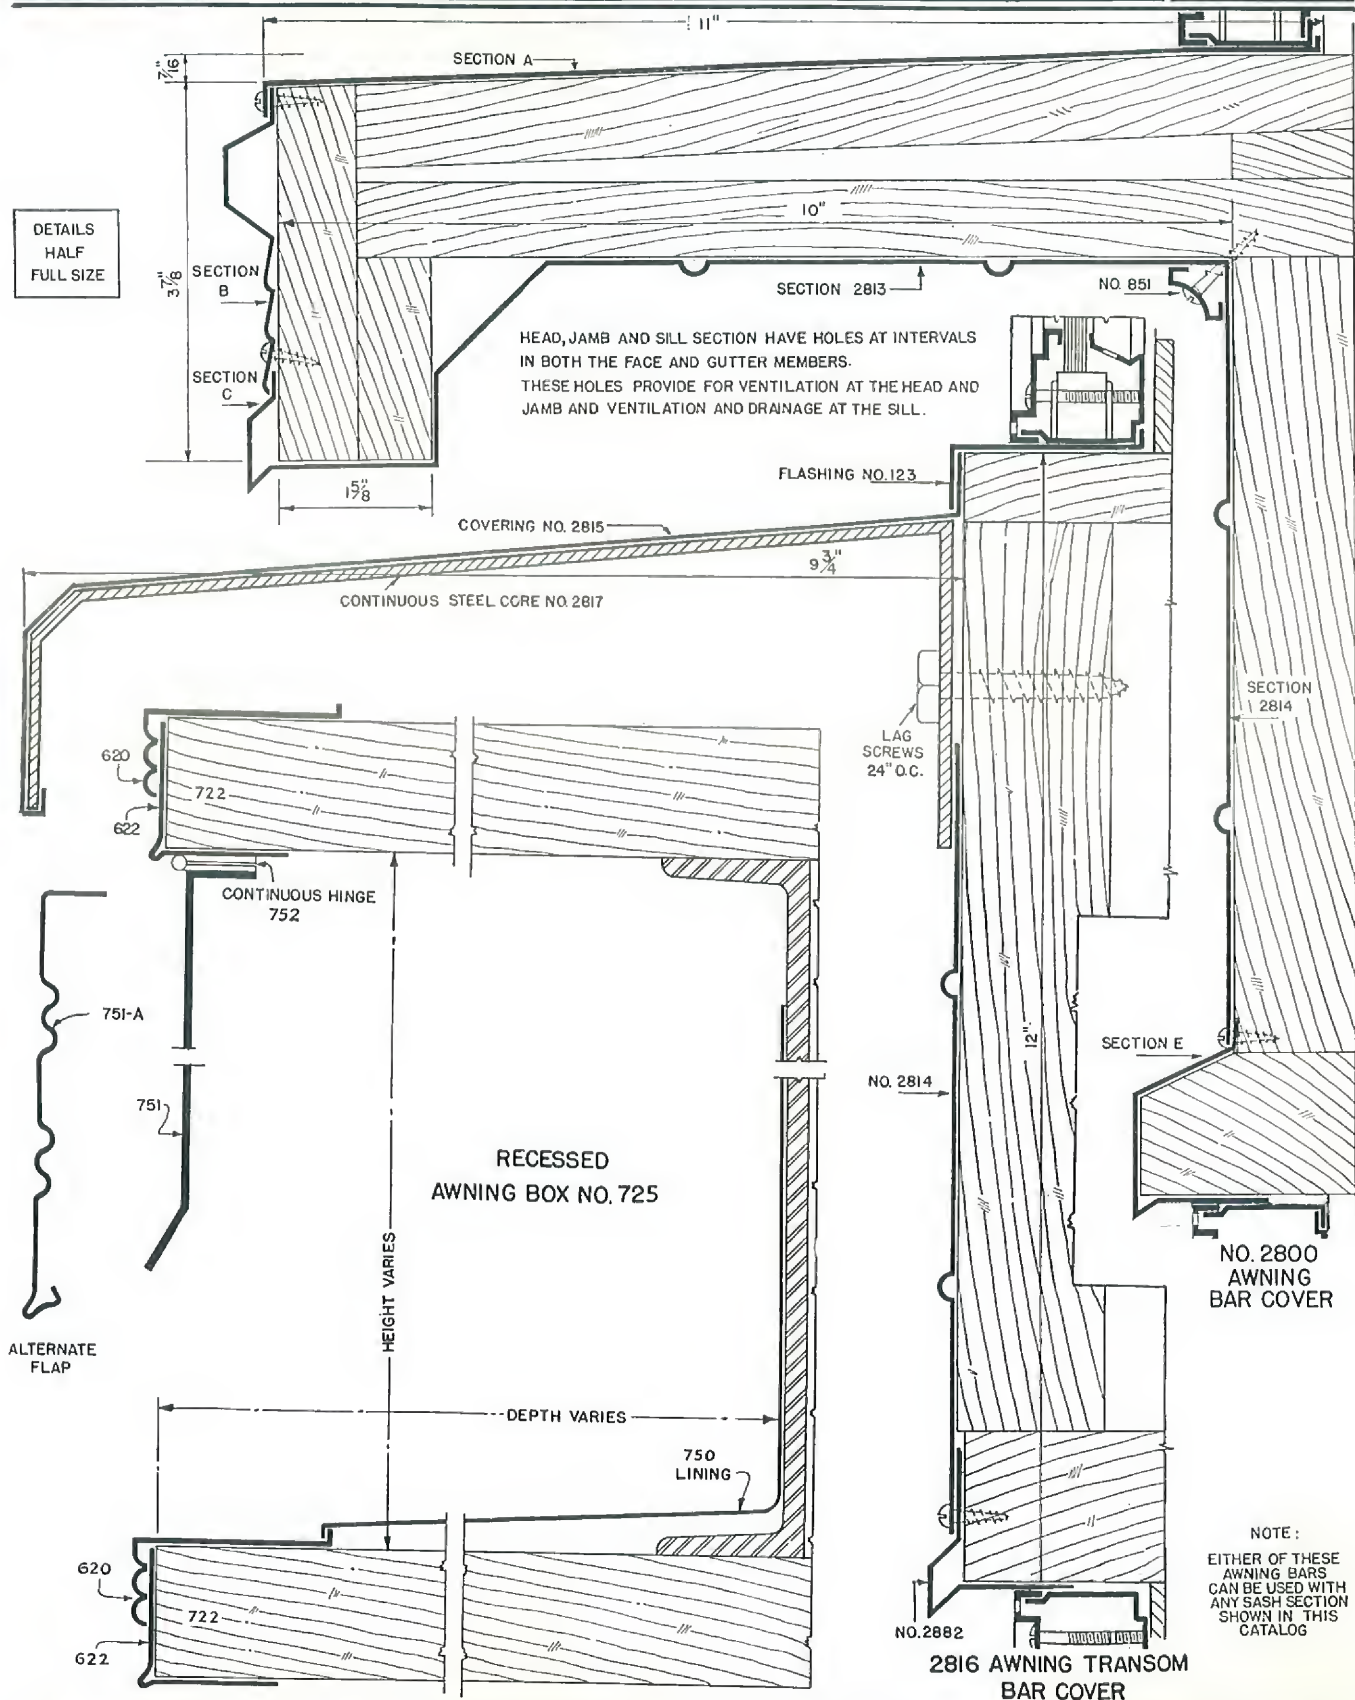 11"
7/16"
SECTION A
DETAILS
HALF
FULL SIZE
3 7/8"
10"
SECTION
B
SECTION 2813
NO. 851
HEAD, JAMB AND SILL SECTION HAVE HOLES AT INTERVALS
IN BOTH THE FACE AND GUTTER MEMBERS.
THESE HOLES PROVIDE FOR VENTILATION AT THE HEAD AND
JAMB AND VENTILATION AND DRAINAGE AT THE SILL.
SECTION
C
1 5/8"
FLASHING NO. 123
COVERING NO. 2815
9 3/4"
CONTINUOUS STEEL CORE NO. 2817
SECTION
2814
LAG
SCREWS
24" O.C.
620
722
622
CONTINUOUS HINGE
752
751-A
12"
SECTION E
NO. 2814
751
RECESSED
AWNING BOX NO. 725
HEIGHT VARIES
NO. 2800
AWNING
BAR COVER
ALTERNATE
FLAP
DEPTH VARIES
750
LINING
620
722
622
NO. 2882
2816 AWNING TRANSOM
BAR COVER
NOTE:
EITHER OF THESE
AWNING BARS
CAN BE USED WITH
ANY SASH SECTION
SHOWN IN THIS
CATALOG